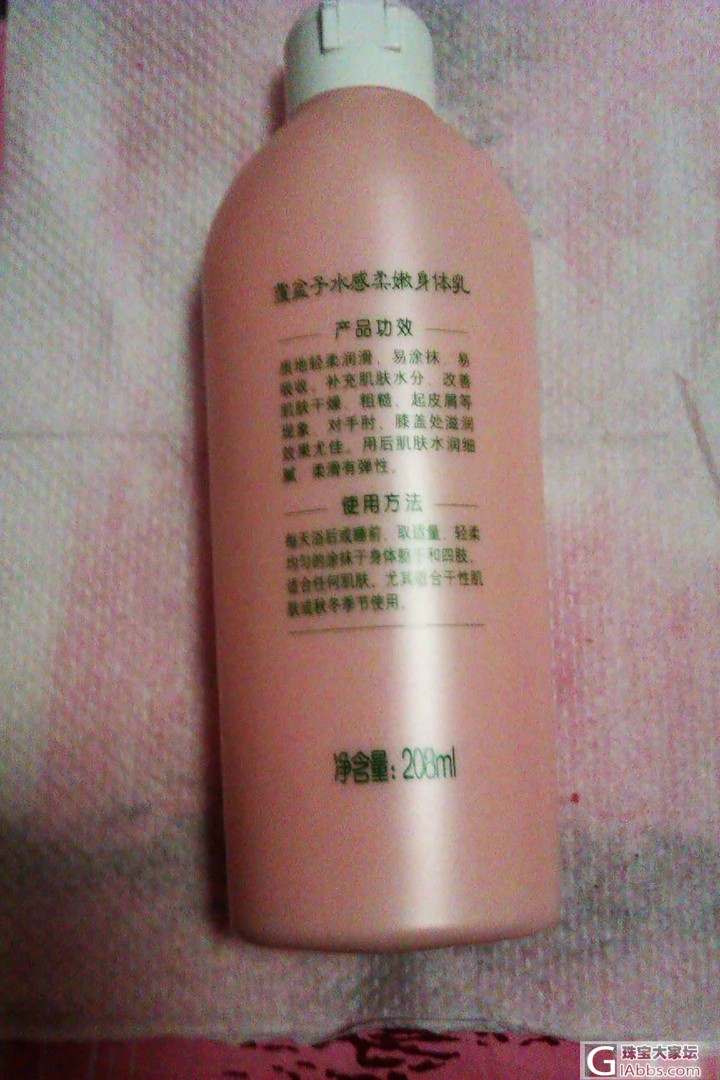 覆盆子水感柔嫩身体乳
产品功效
质地轻柔润滑、易涂抹、易
吸收、补充肌肤水分、改善
肌肤干燥、粗糙、起皮屑等
现象、对手肘、膝盖处滋润
效果尤佳。用后肌肤水润细
腻、柔滑有弹性。
使用方法
每天浴后或睡前，取适量，轻柔
均匀的涂抹于身体躯干和四肢，
适合任何肌肤。尤其适合干性肌
肤或秋冬季节使用。
净含量：208ml
G 珠宝大家坛
GIAbbs.com